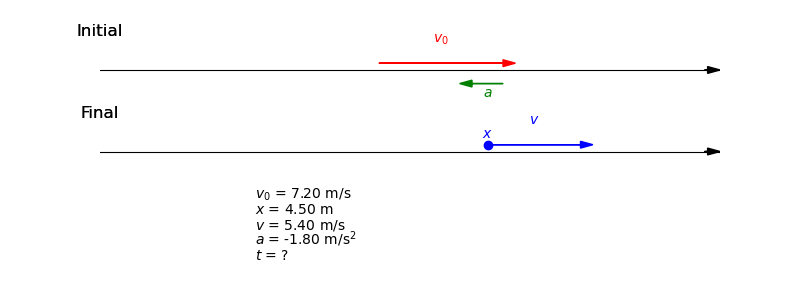 Initial
v₀
a
Final
v
x
v₀ = 7.20 m/s
x = 4.50 m
v = 5.40 m/s
a = -1.80 m/s²
t = ?